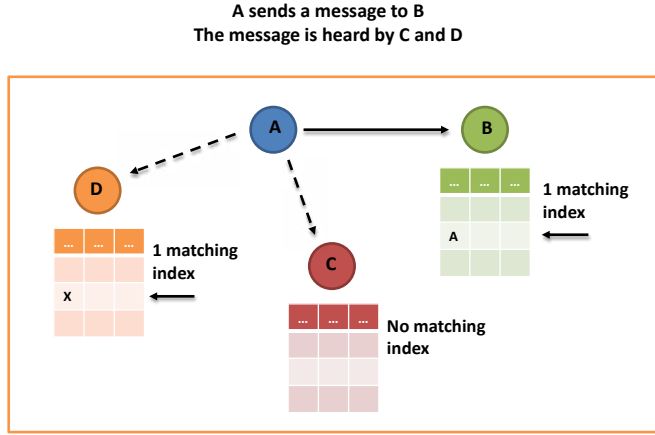 A sends a message to B
The message is heard by C and D
A
B
D
... ... ...
1 matching
index
A
... ... ...
1 matching
index
X
C
... ... ...
No matching
index